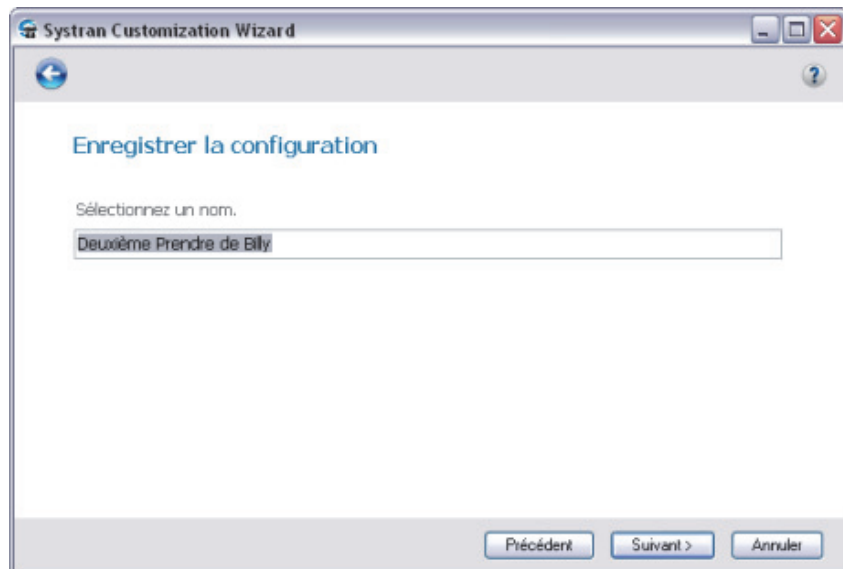 Systran Customization Wizard
Enregistrer la configuration
Sélectionnez un nom.
Deuxième Prendre de Billy
Précédent Suivant > Annuler